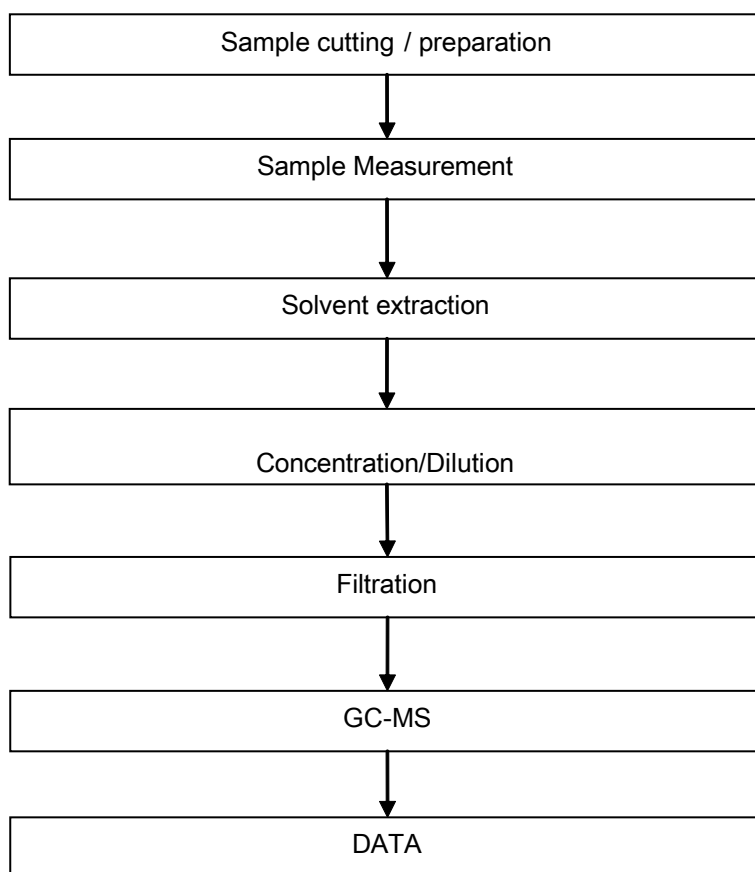 Sample cutting / preparation
Sample Measurement
Solvent extraction
Concentration/Dilution
Filtration
GC-MS
DATA